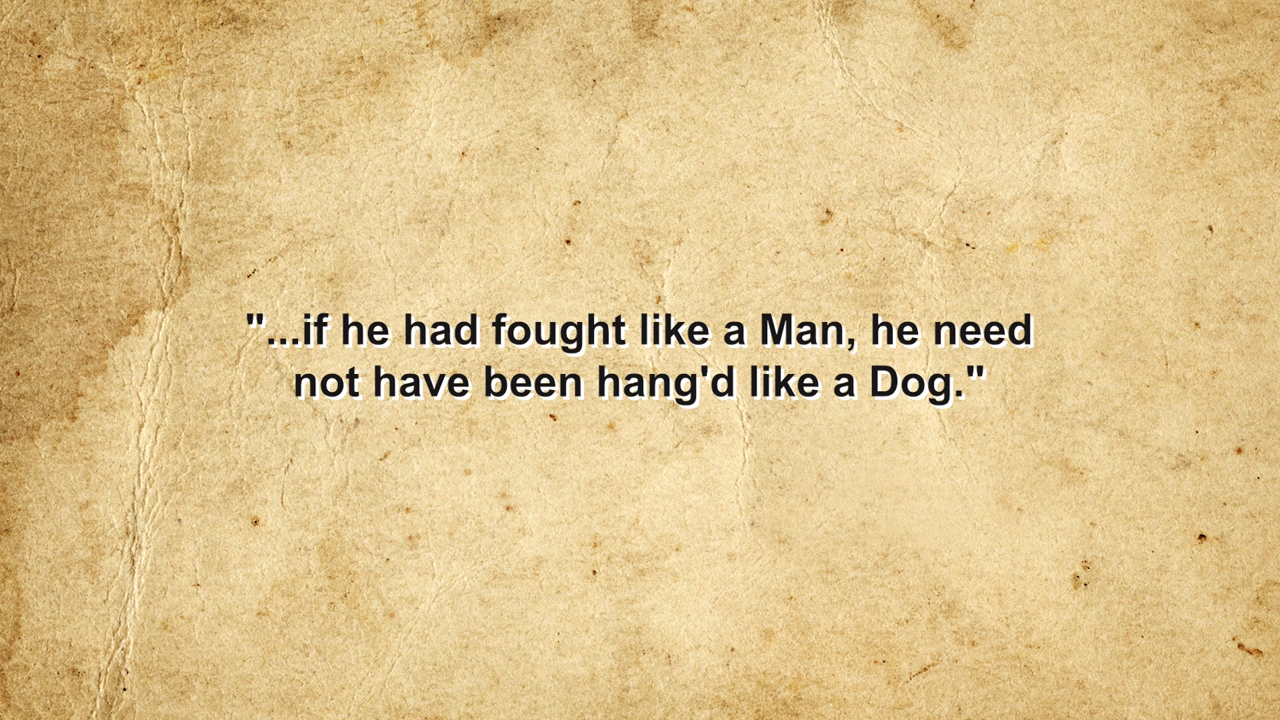 "...if he had fought like a Man, he need
not have been hang'd like a Dog."